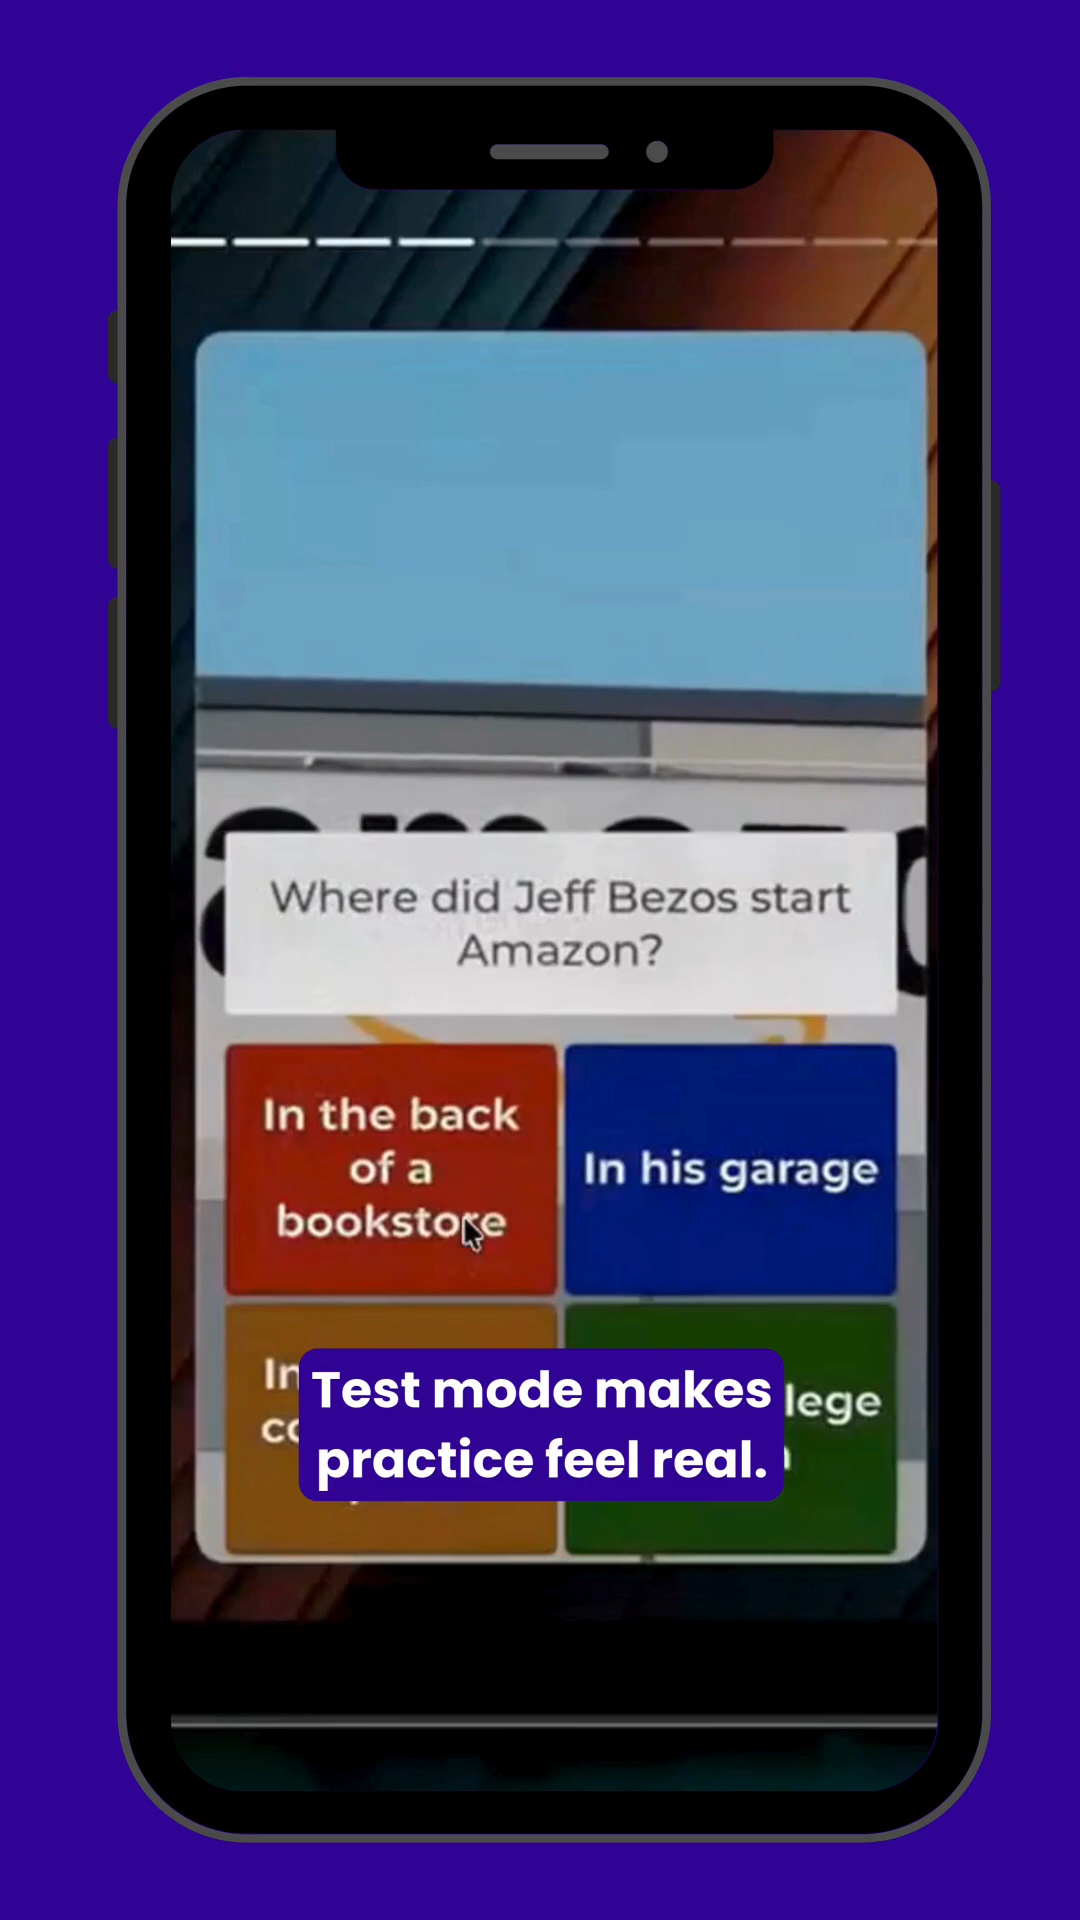 Where did Jeff Bezos start
Amazon?
In the back
of a
bookstore
In his garage
Test mode makes
practice feel real.